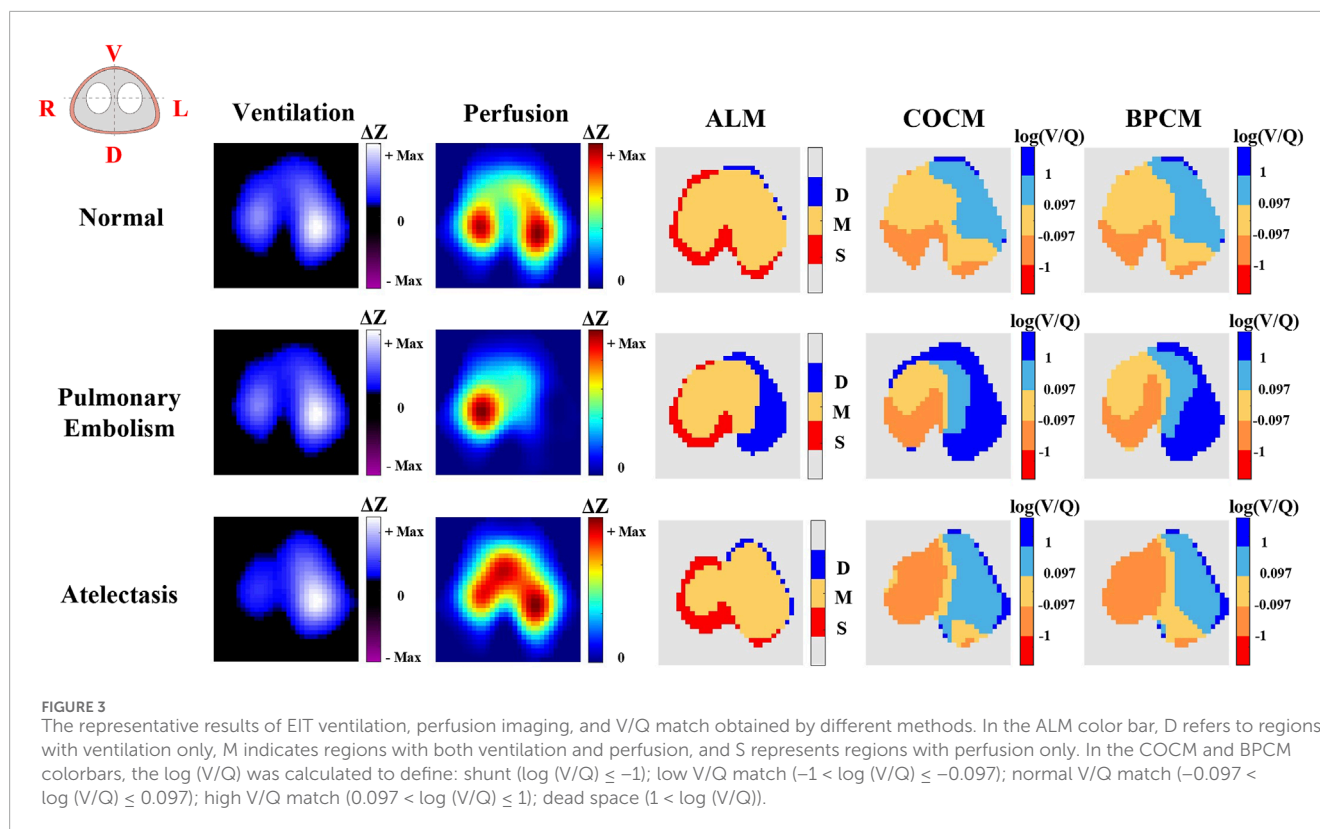 V
R L
D
Ventilation Perfusion ALM COCM BPCM
ΔZ ΔZ log(V/Q) log(V/Q)
Normal
+ Max
0
- Max
+ Max
0
D
M
S
1
0.097
-0.097
-1
1
0.097
-0.097
-1
ΔZ ΔZ log(V/Q) log(V/Q)
Pulmonary
Embolism
+ Max
0
- Max
+ Max
0
D
M
S
1
0.097
-0.097
-1
1
0.097
-0.097
-1
ΔZ ΔZ log(V/Q) log(V/Q)
Atelectasis
+ Max
0
- Max
+ Max
0
D
M
S
1
0.097
-0.097
-1
1
0.097
-0.097
-1
FIGURE 3
The representative results of EIT ventilation, perfusion imaging, and V/Q match obtained by different methods. In the ALM color bar, D refers to regions
with ventilation only, M indicates regions with both ventilation and perfusion, and S represents regions with perfusion only. In the COCM and BPCM
colorbars, the log (V/Q) was calculated to define: shunt (log (V/Q) ≤ –1); low V/Q match (–1 < log (V/Q) ≤ –0.097); normal V/Q match (–0.097 <
log (V/Q) ≤ 0.097); high V/Q match (0.097 < log (V/Q) ≤ 1); dead space (1 < log (V/Q)).